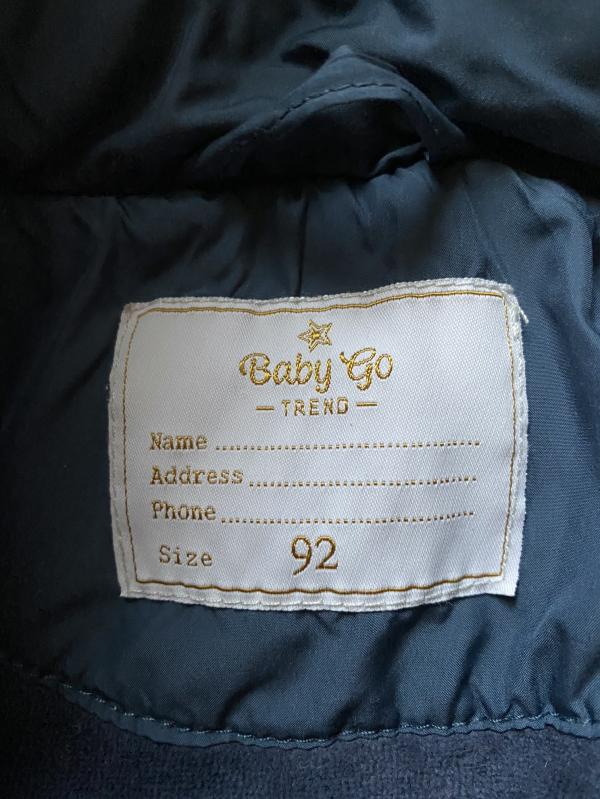 Baby Go
— TREND —
Name ................................
Address ............................
Phone ...............................
Size 92